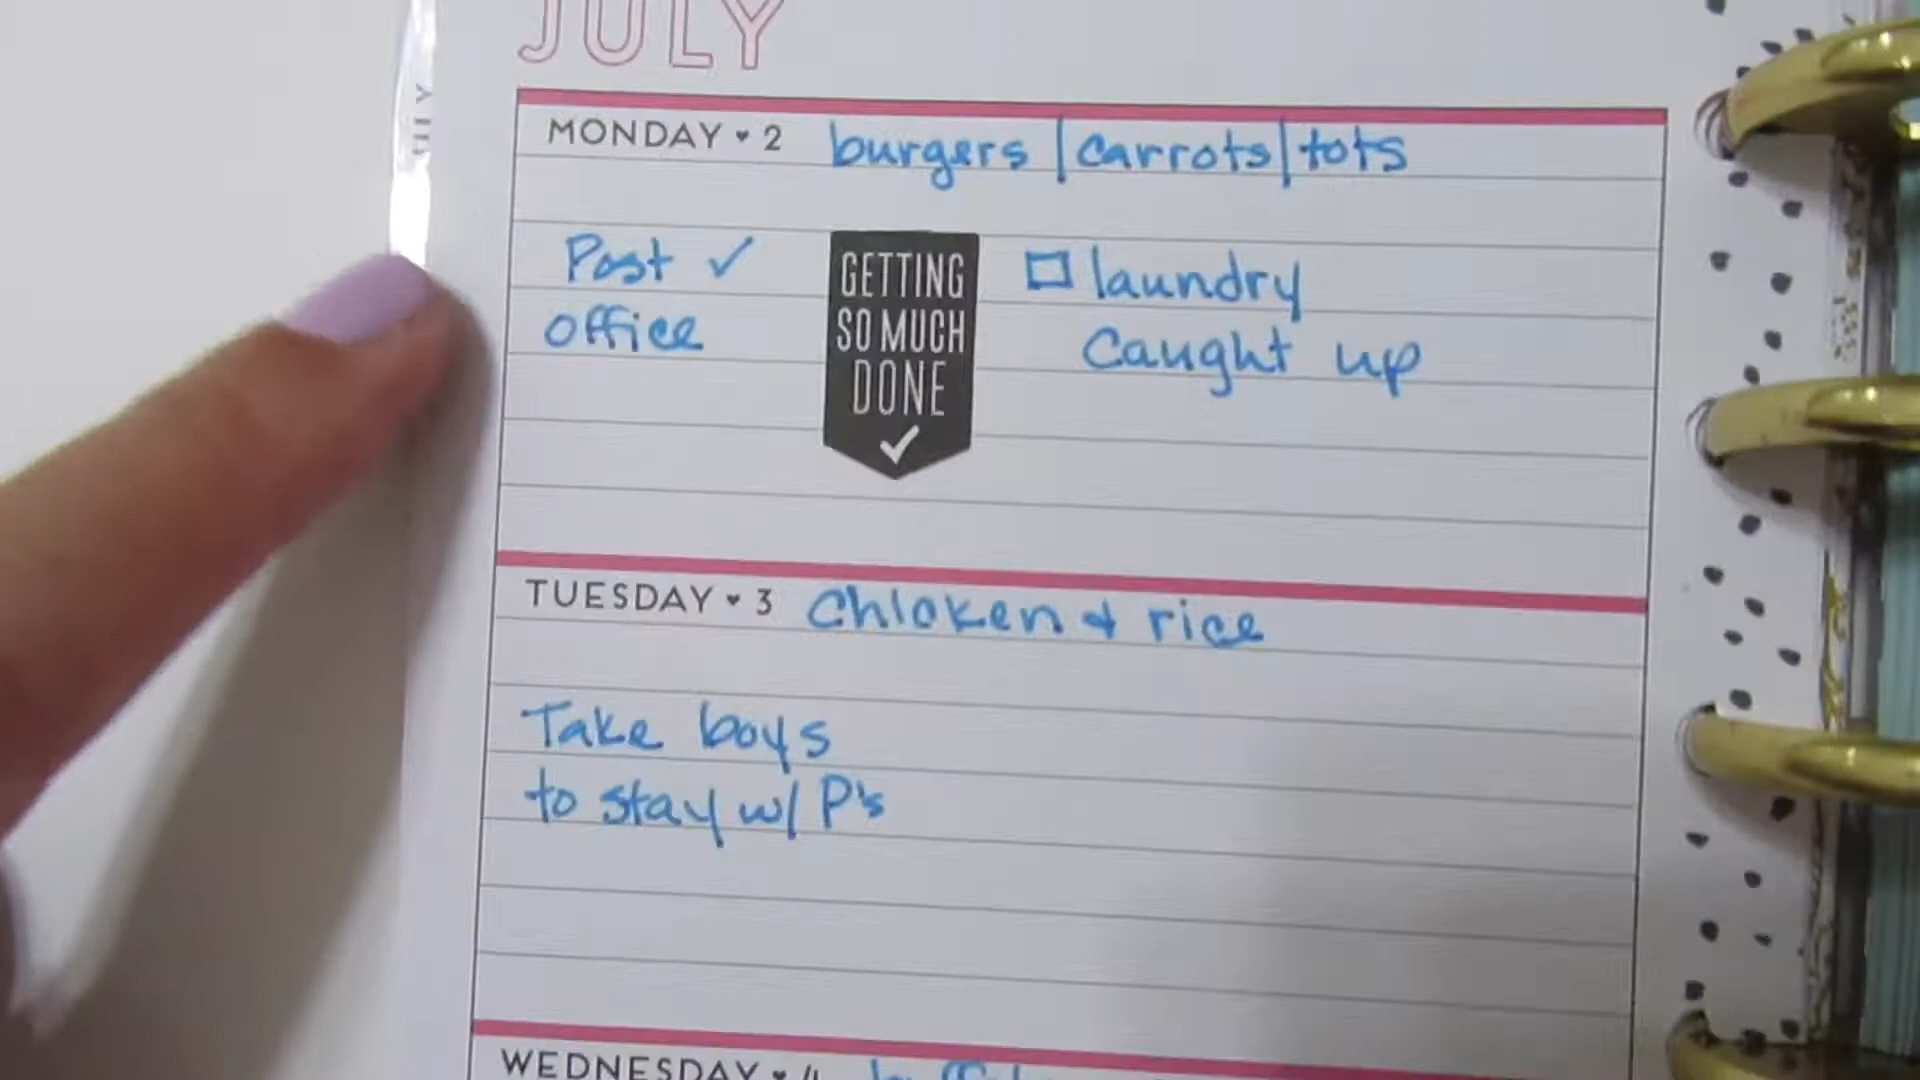 JULY
JULY
MONDAY ♥ 2 burgers | carrots | tots
Post ✓
office
GETTING
SO MUCH
DONE
✓
☐ laundry
Caught up
TUESDAY ♥ 3 Chicken & rice
Take boys
to stay w/ P's
WEDNESDAY ♥ 4